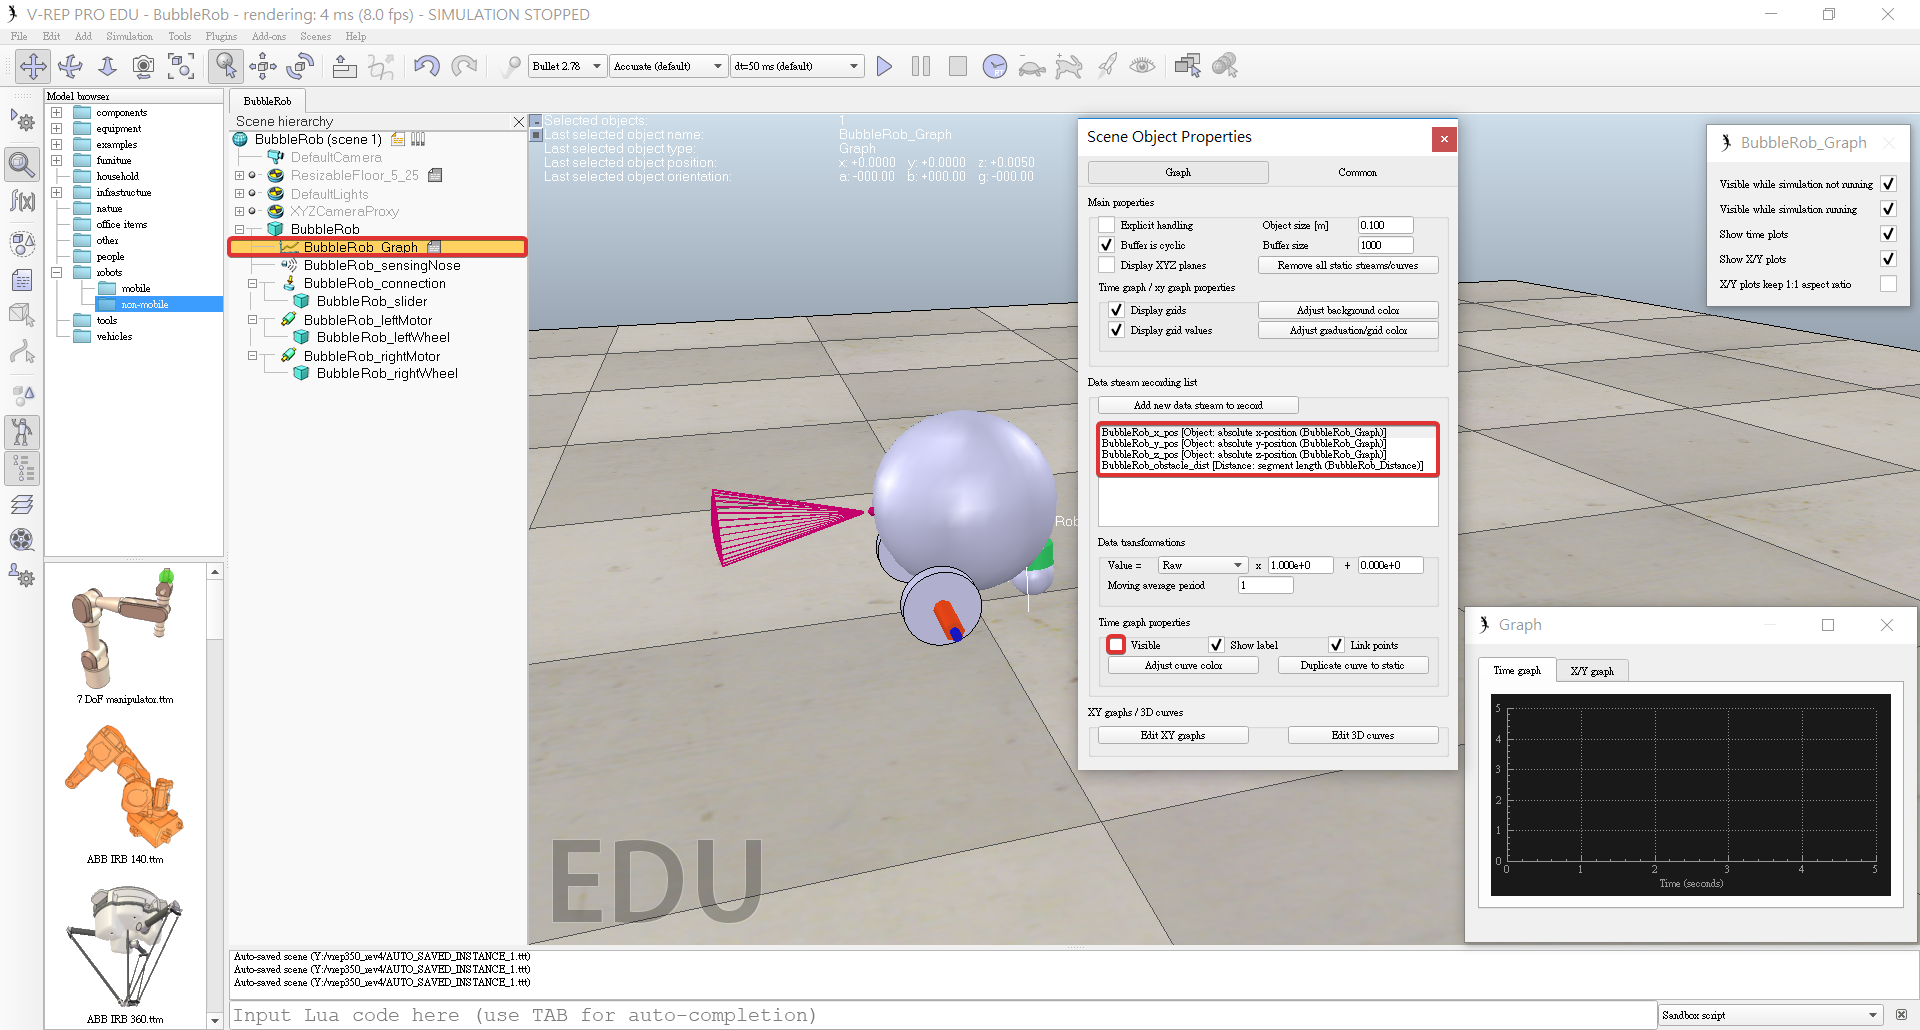 V-REP PRO EDU - BubbleRob - rendering: 4 ms (8.0 fps) - SIMULATION STOPPED
File Edit Add Simulation Tools Plugins Add-ons Scenes Help
Bullet 2.78 Accurate (default) dt=50 ms (default)
Model browser
components
equipment
examples
furniture
household
infrastructure
nature
office items
other
people
robots
mobile
non-mobile
tools
vehicles
7 DoF manipulator.ttm
ABB IRB 140.ttm
ABB IRB 360.ttm
BubbleRob
Scene hierarchy
BubbleRob (scene 1)
DefaultCamera
ResizableFloor_5_25
DefaultLights
XYZCameraProxy
BubbleRob
BubbleRob_Graph
BubbleRob_sensingNose
BubbleRob_connection
BubbleRob_slider
BubbleRob_leftMotor
BubbleRob_leftWheel
BubbleRob_rightMotor
BubbleRob_rightWheel
Selected objects: 1
Last selected object name: BubbleRob_Graph
Last selected object type: Graph
Last selected object position: x: +0.0000 y: +0.0000 z: +0.0050
Last selected object orientation: a: -000.00 b: +000.00 g: -000.00
Rob
EDU
Scene Object Properties
Graph Common
Main properties
Explicit handling Object size [m] 0.100
Buffer is cyclic Buffer size 1000
Display XYZ planes Remove all static streams/curves
Time graph / xy graph properties
Display grids Adjust background color
Display grid values Adjust graduation/grid color
Data stream recording list
Add new data stream to record
BubbleRob_x_pos [Object: absolute x-position (BubbleRob_Graph)]
BubbleRob_y_pos [Object: absolute y-position (BubbleRob_Graph)]
BubbleRob_z_pos [Object: absolute z-position (BubbleRob_Graph)]
BubbleRob_obstacle_dist [Distance: segment length (BubbleRob_Distance)]
Data transformations
Value = Raw x 1.000e+0 + 0.000e+0
Moving average period 1
Time graph properties
Visible Show label Link points
Adjust curve color Duplicate curve to static
XY graphs / 3D curves
Edit XY graphs Edit 3D curves
BubbleRob_Graph
Visible while simulation not running
Visible while simulation running
Show time plots
Show X/Y plots
X/Y plots keep 1:1 aspect ratio
Graph
Time graph X/Y graph
5
4
3
2
1
0
0 1 2 3 4 5
Time (seconds)
Auto-saved scene (Y:/vrep350_rev4/AUTO_SAVED_INSTANCE_1.ttt)
Auto-saved scene (Y:/vrep350_rev4/AUTO_SAVED_INSTANCE_1.ttt)
Auto-saved scene (Y:/vrep350_rev4/AUTO_SAVED_INSTANCE_1.ttt)
Input Lua code here (use TAB for auto-completion)
Sandbox script